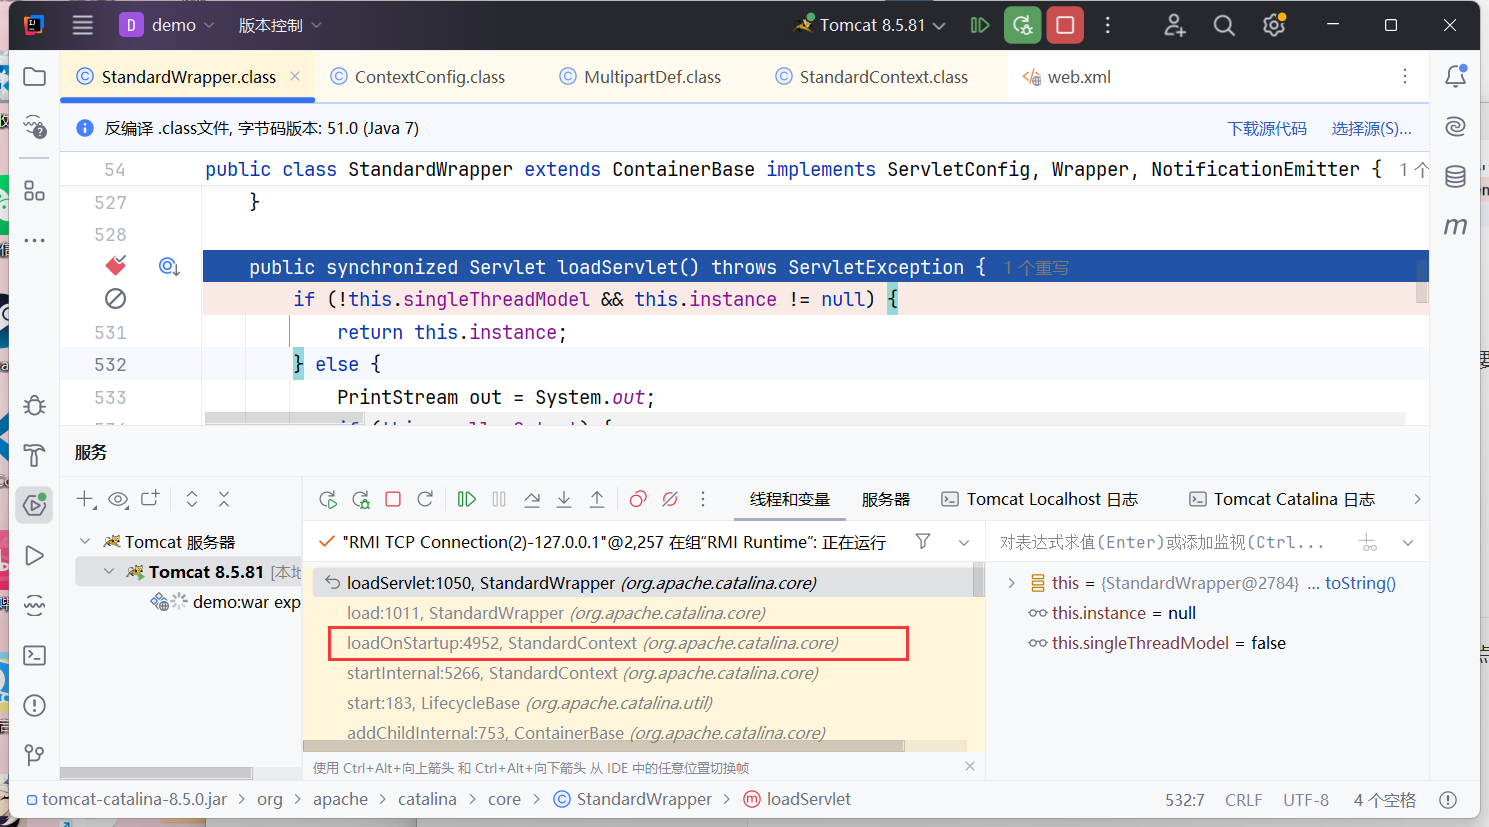 D demo 版本控制 Tomcat 8.5.81
StandardWrapper.class ContextConfig.class MultipartDef.class StandardContext.class web.xml
反编译 .class文件, 字节码版本: 51.0 (Java 7) 下载源代码 选择源(S)...
54 public class StandardWrapper extends ContainerBase implements ServletConfig, Wrapper, NotificationEmitter { 1 个
527 }
528
public synchronized Servlet loadServlet() throws ServletException { 1 个重写
if (!this.singleThreadModel && this.instance != null) {
531 return this.instance;
532 } else {
533 PrintStream out = System.out;
服务
线程和变量 服务器 Tomcat Localhost 日志 Tomcat Catalina 日志
Tomcat 服务器
Tomcat 8.5.81 [本地
demo:war exp
"RMI TCP Connection(2)-127.0.0.1"@2,257 在组“RMI Runtime”: 正在运行
loadServlet:1050, StandardWrapper (org.apache.catalina.core)
load:1011, StandardWrapper (org.apache.catalina.core)
loadOnStartup:4952, StandardContext (org.apache.catalina.core)
startInternal:5266, StandardContext (org.apache.catalina.core)
start:183, LifecycleBase (org.apache.catalina.util)
addChildInternal:753, ContainerBase (org.apache.catalina.core)
使用 Ctrl+Alt+向上箭头 和 Ctrl+Alt+向下箭头 从 IDE 中的任意位置切换帧
对表达式求值(Enter)或添加监视(Ctrl...
this = {StandardWrapper@2784} ... toString()
this.instance = null
this.singleThreadModel = false
tomcat-catalina-8.5.0.jar > org > apache > catalina > core > StandardWrapper > loadServlet 532:7 CRLF UTF-8 4 个空格